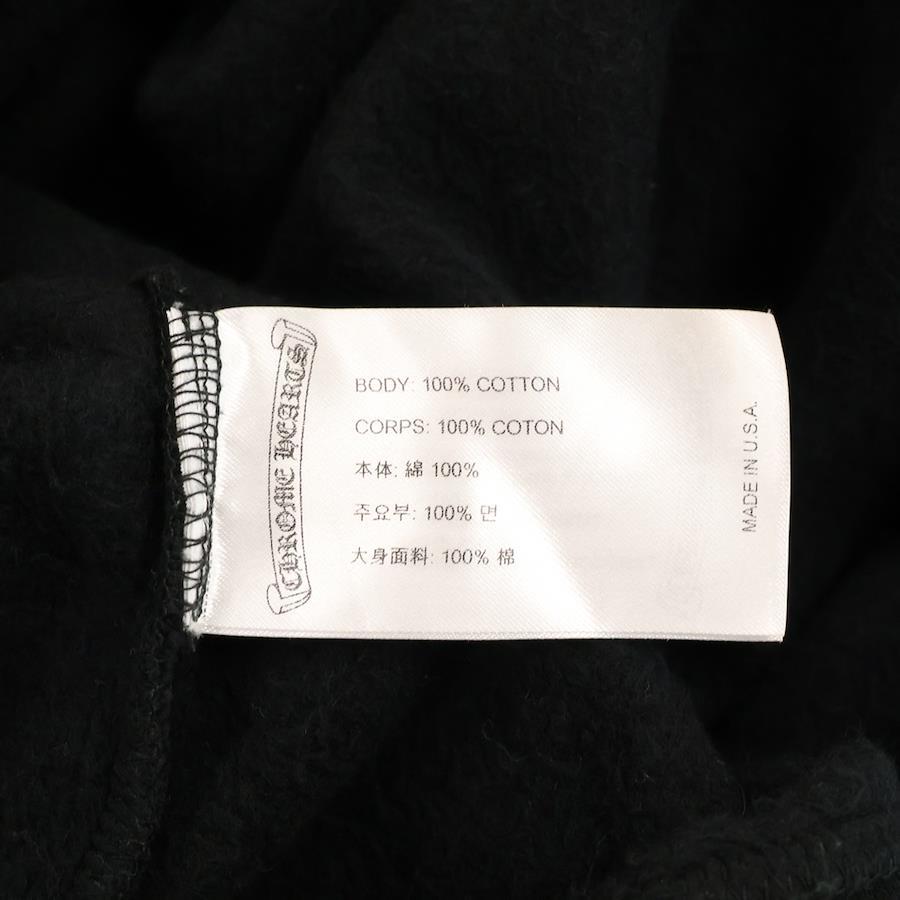 CHROME HEARTS
BODY: 100% COTTON
CORPS: 100% COTON
本体: 綿 100%
주요부: 100% 면
大身面料: 100% 棉
MADE IN U.S.A.